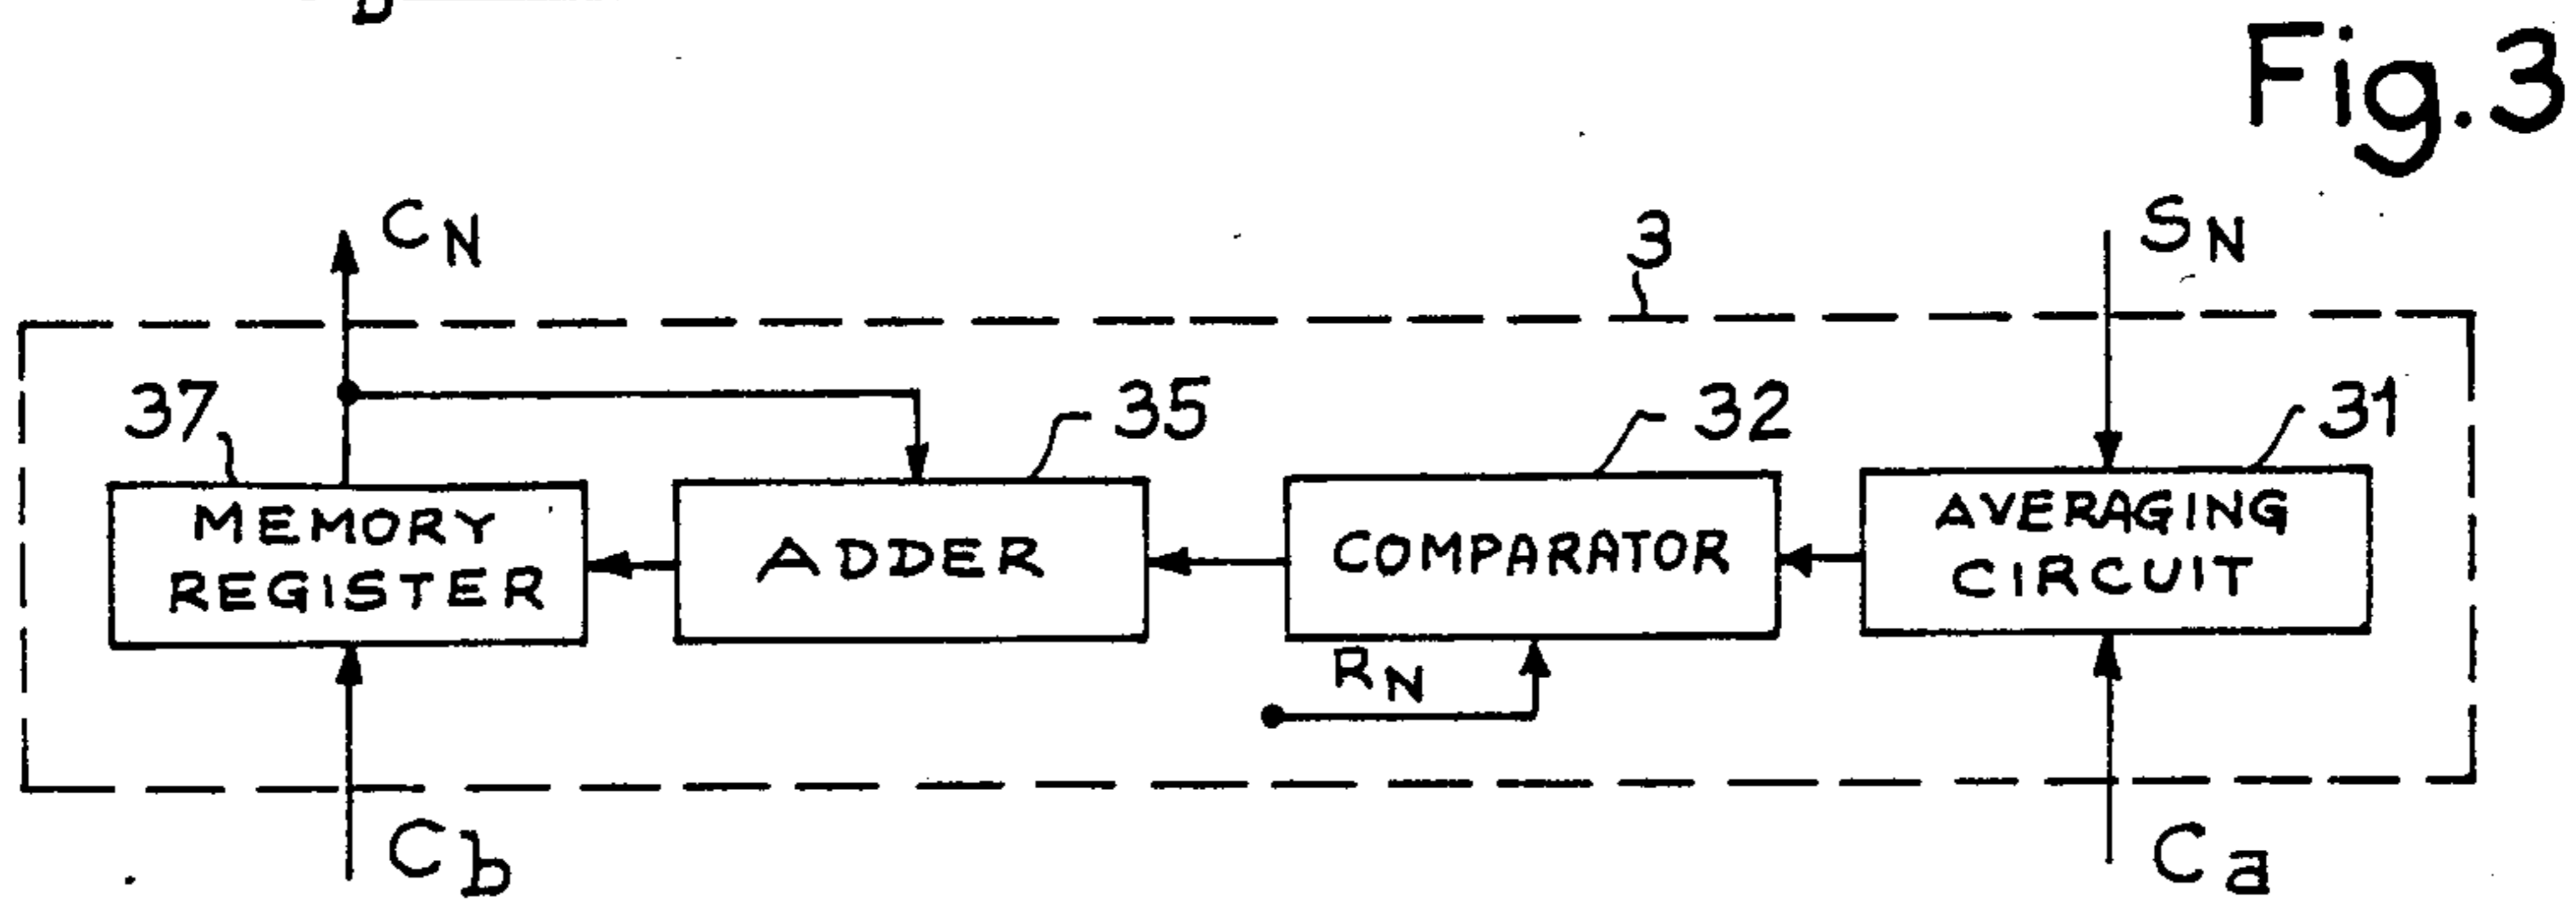 b
Fig.3
CN
3
SN
37
35
32
31
MEMORY
REGISTER
ADDER
COMPARATOR
AVERAGING
CIRCUIT
RN
Cb
Ca